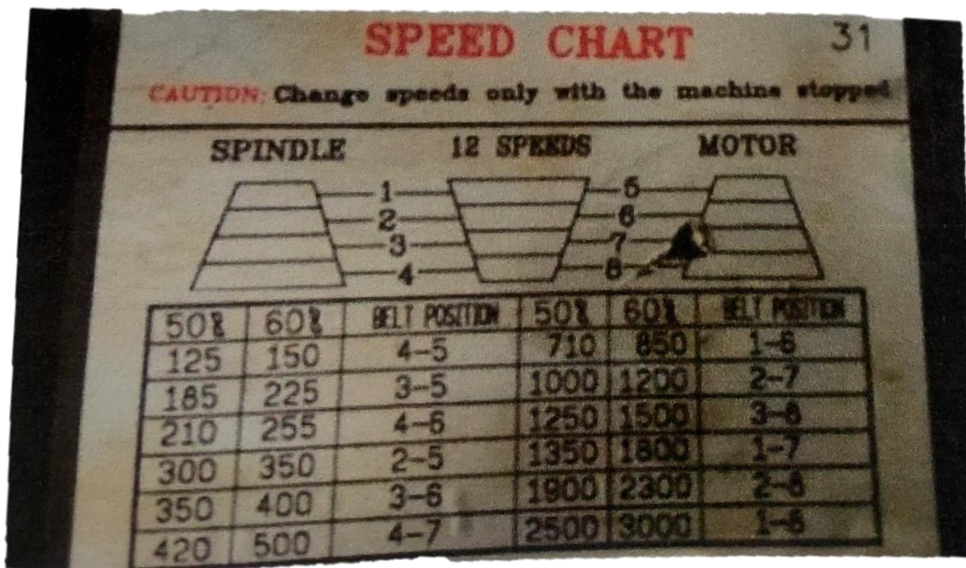 SPEED CHART 31
CAUTION: Change speeds only with the machine stopped
SPINDLE 12 SPEEDS MOTOR
1 5
2 6
3 7
4 8
50% 60% BELT POSITION 50% 60% BELT POSITION
125 150 4-5 710 850 1-6
185 225 3-5 1000 1200 2-7
210 255 4-6 1250 1500 3-8
300 350 2-5 1350 1800 1-7
350 400 3-6 1900 2300 2-8
420 500 4-7 2500 3000 1-8